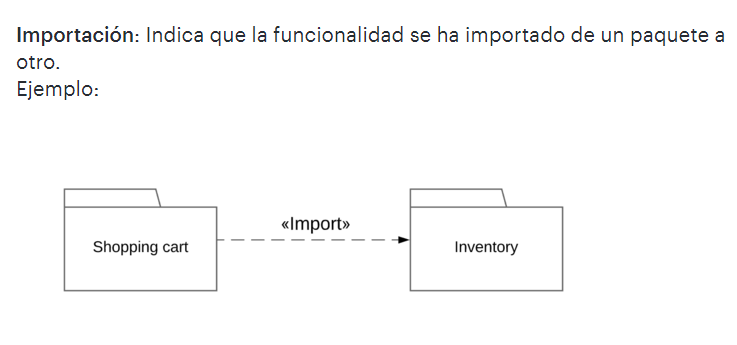 Importación: Indica que la funcionalidad se ha importado de un paquete a
otro.
Ejemplo:
«Import»
Shopping cart
Inventory